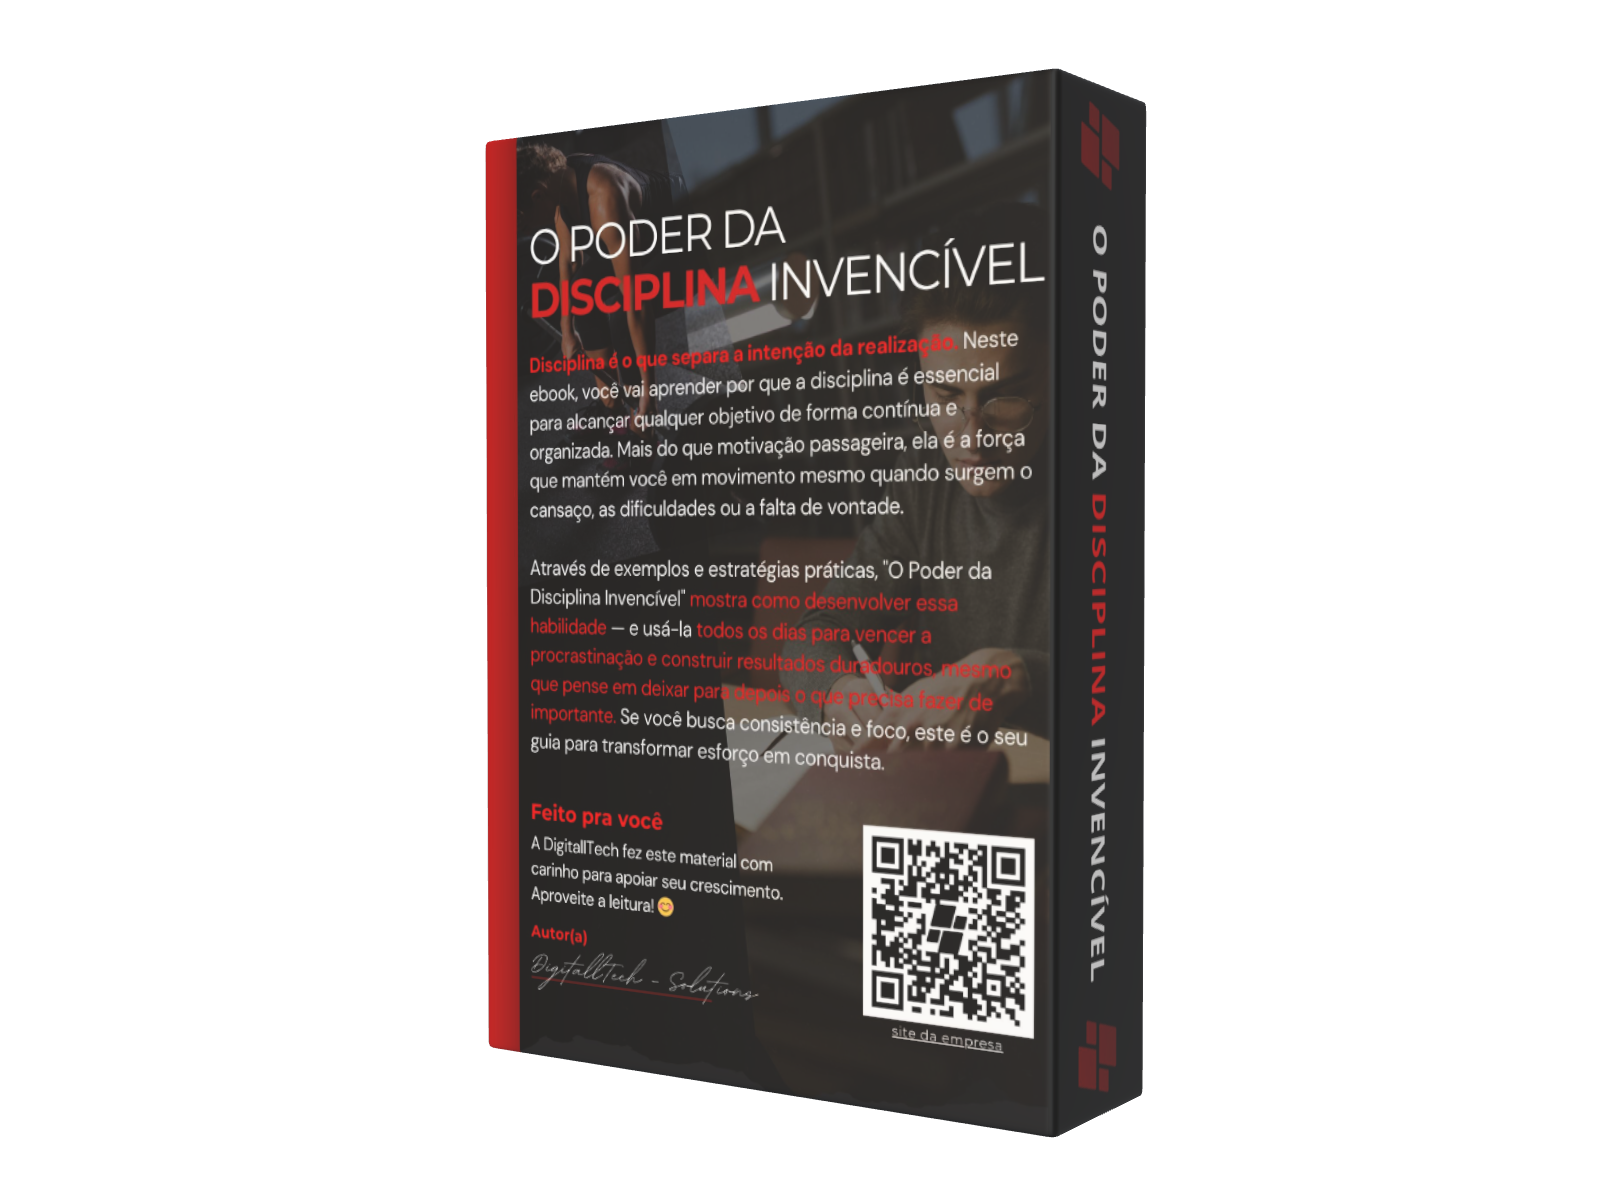 O PODER DA
DISCIPLINA INVENCÍVEL
Disciplina é o que separa a intenção da realização. Neste
ebook, você vai aprender por que a disciplina é essencial
para alcançar qualquer objetivo de forma contínua e
organizada. Mais do que motivação passageira, ela é a força
que mantém você em movimento mesmo quando surgem o
cansaço, as dificuldades ou a falta de vontade.
Através de exemplos e estratégias práticas, "O Poder da
Disciplina Invencível" mostra como desenvolver essa
habilidade — e usá-la todos os dias para vencer a
procrastinação e construir resultados duradouros, mesmo
que pense em deixar para depois o que precisa fazer de
importante. Se você busca consistência e foco, este é o seu
guia para transformar esforço em conquista.
Feito pra você
A DigitallTech fez este material com
carinho para apoiar seu crescimento.
Aproveite a leitura! 😊
Autor(a)
DigitallTech - Solutions
site da empresa
O PODER DA DISCIPLINA INVENCÍVEL